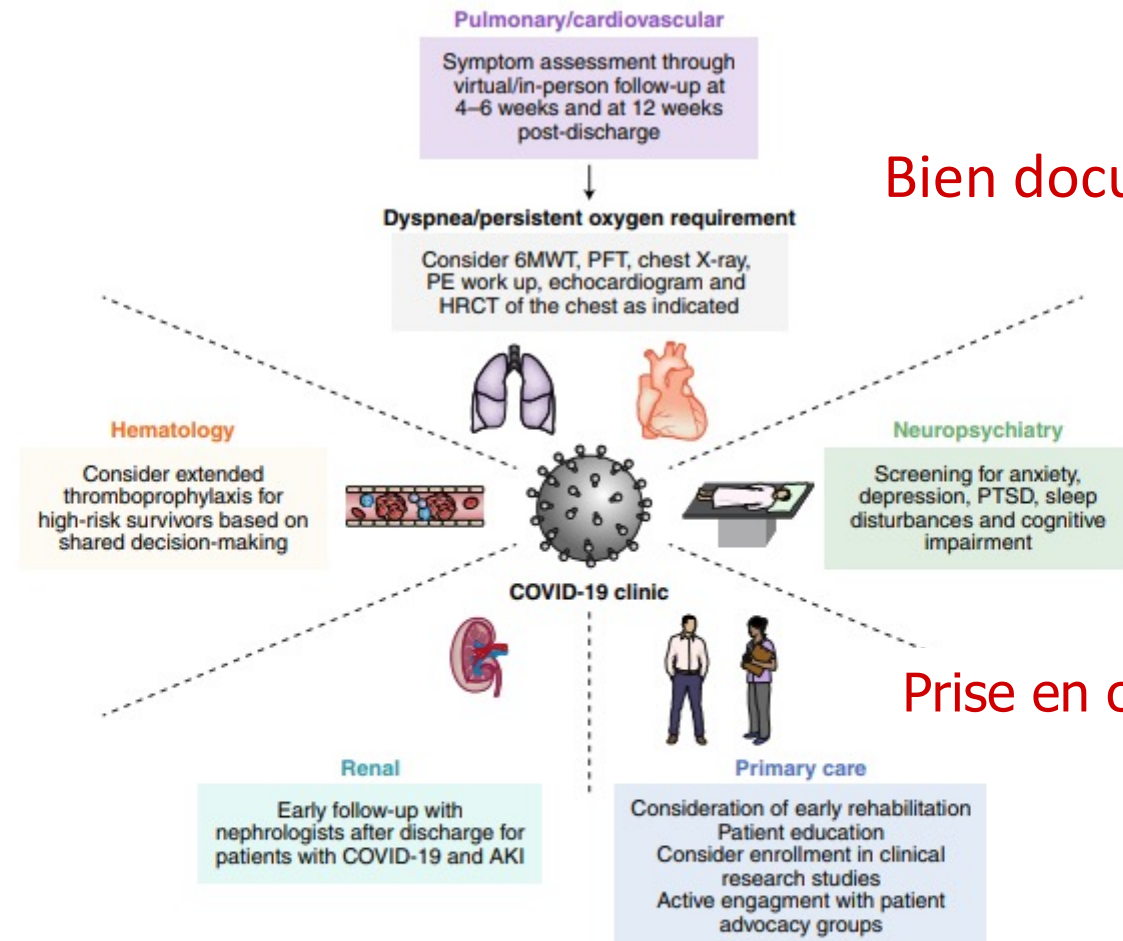 Pulmonary/cardiovascular
Symptom assessment through
virtual/in-person follow-up at
4–6 weeks and at 12 weeks
post-discharge
Bien docu
Dyspnea/persistent oxygen requirement
Consider 6MWT, PFT, chest X-ray,
PE work up, echocardiogram and
HRCT of the chest as indicated
Hematology
Consider extended
thromboprophylaxis for
high-risk survivors based on
shared decision-making
Neuropsychiatry
Screening for anxiety,
depression, PTSD, sleep
disturbances and cognitive
impairment
COVID-19 clinic
Prise en c
Renal
Early follow-up with
nephrologists after discharge for
patients with COVID-19 and AKI
Primary care
Consideration of early rehabilitation
Patient education
Consider enrollment in clinical
research studies
Active engagment with patient
advocacy groups